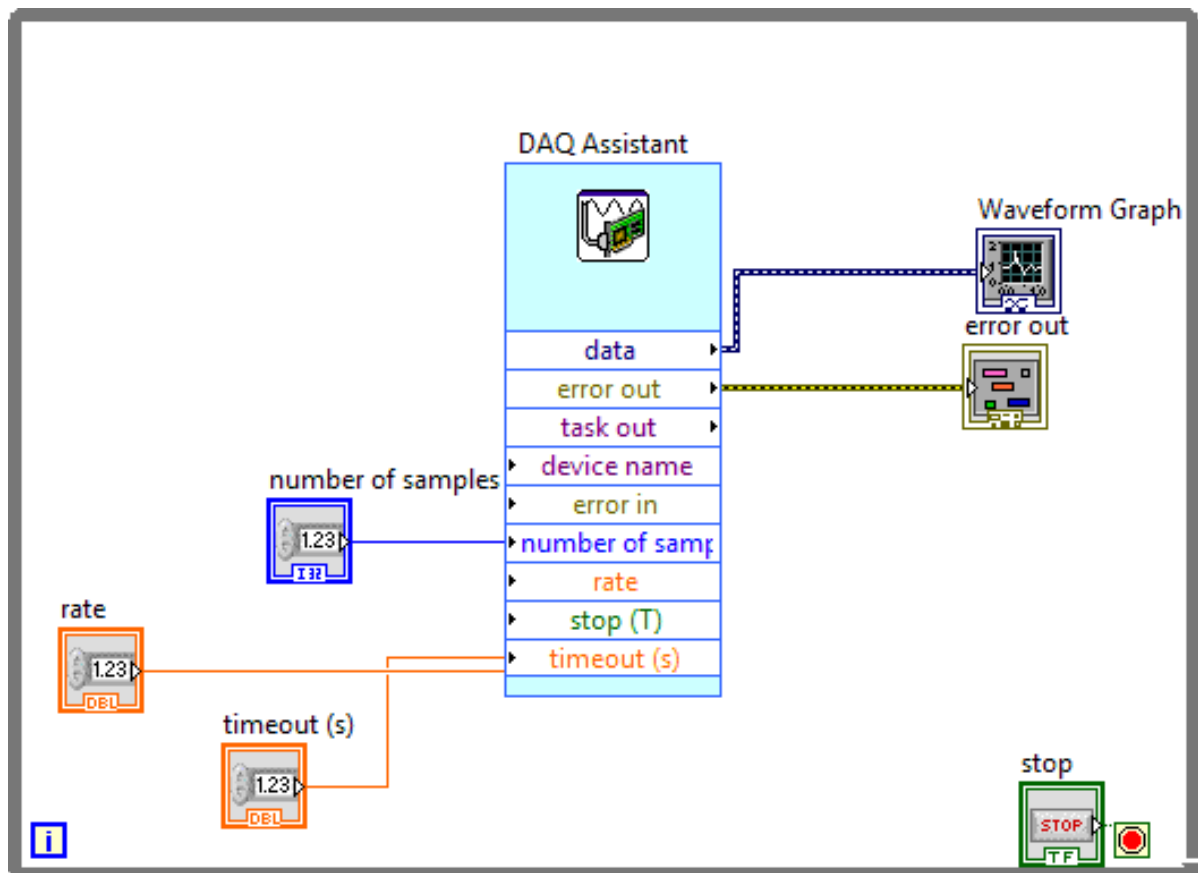 DAQ Assistant
data
error out
task out
device name
error in
number of samp
rate
stop (T)
timeout (s)
Waveform Graph
error out
number of samples
1.23
I32
rate
1.23
DBL
timeout (s)
1.23
DBL
stop
STOP
TF
i